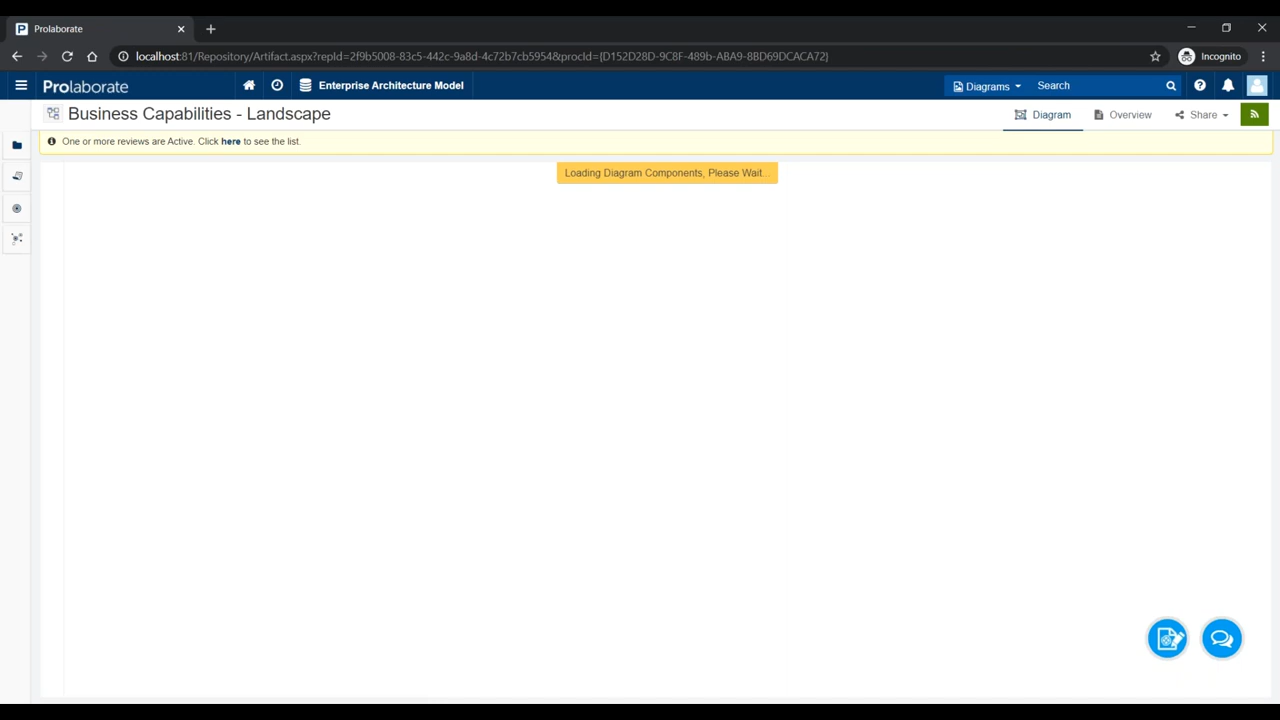 Prolaborate
localhost:81/Repository/Artifact.aspx?repId=2f9b5008-83c5-442c-9a8d-4c72b7cb5954&procId={D152D28D-9C8F-489b-ABA9-8BD69DCACA72}
Incognito
Prolaborate
Enterprise Architecture Model
Diagrams
Search
Business Capabilities - Landscape
Diagram
Overview
Share
One or more reviews are Active. Click here to see the list.
Loading Diagram Components, Please Wait...